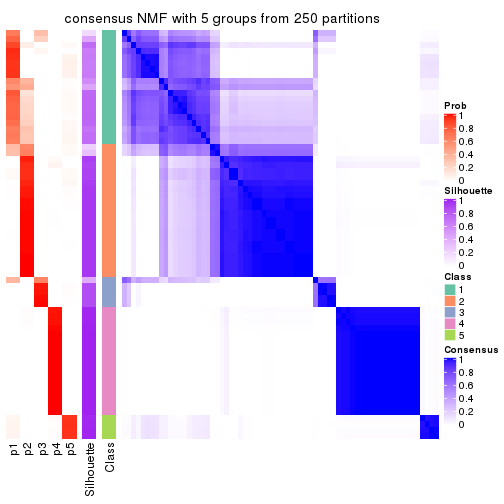 consensus NMF with 5 groups from 250 partitions
Prob
1
0.8
0.6
0.4
0.2
0
Silhouette
1
0.8
0.6
0.4
0.2
0
Class
1
2
3
4
5
Consensus
1
0.8
0.6
0.4
0.2
0
p1
p2
p3
p4
p5
Silhouette
Class